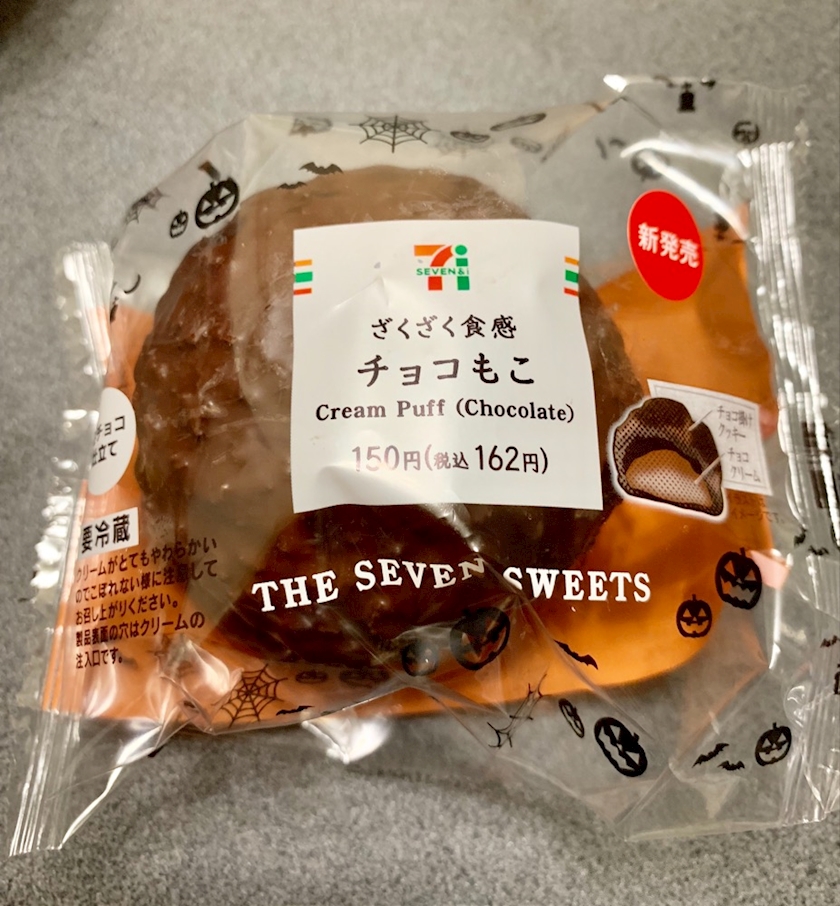 新発売
SEVEN&i
ざくざく食感
チョコもこ
Cream Puff (Chocolate)
150円(税込162円)
チョコ掛け
クッキー
チョコ
クリーム
チョコ
仕立て
要冷蔵
クリームがとてもやわらかい
のでこぼれない様に注意して
お召し上がりください。
製品表面の穴はクリームの
注入口です。
THE SEVEN SWEETS